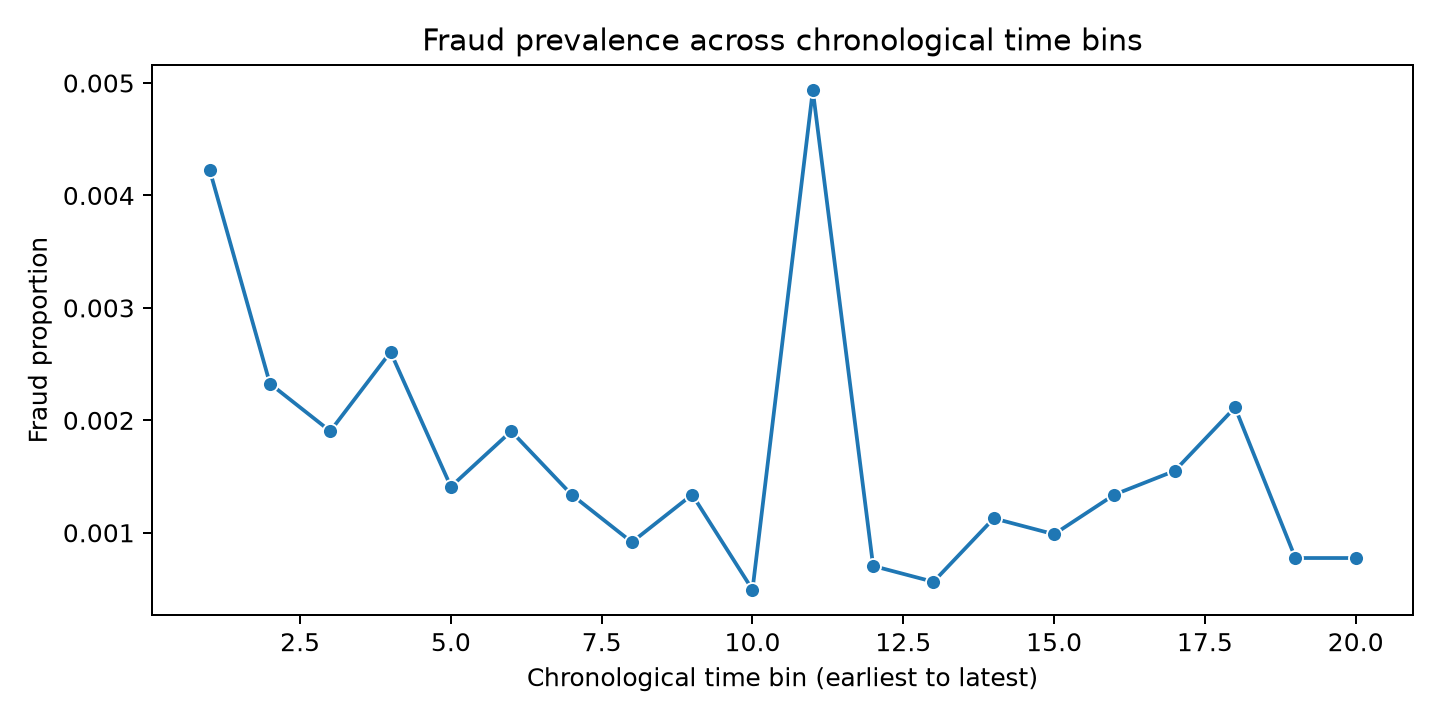 Fraud prevalence across chronological time bins
0.005
0.004
0.003
0.002
0.001
Fraud proportion
2.5 5.0 7.5 10.0 12.5 15.0 17.5 20.0
Chronological time bin (earliest to latest)